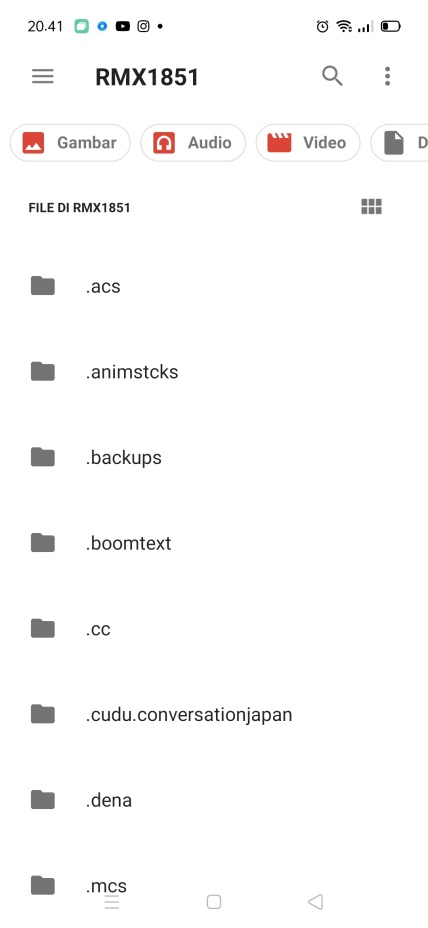 20.41
RMX1851
Gambar Audio Video D
FILE DI RMX1851
.acs
.animstcks
.backups
.boomtext
.cc
.cudu.conversationjapan
.dena
.mcs